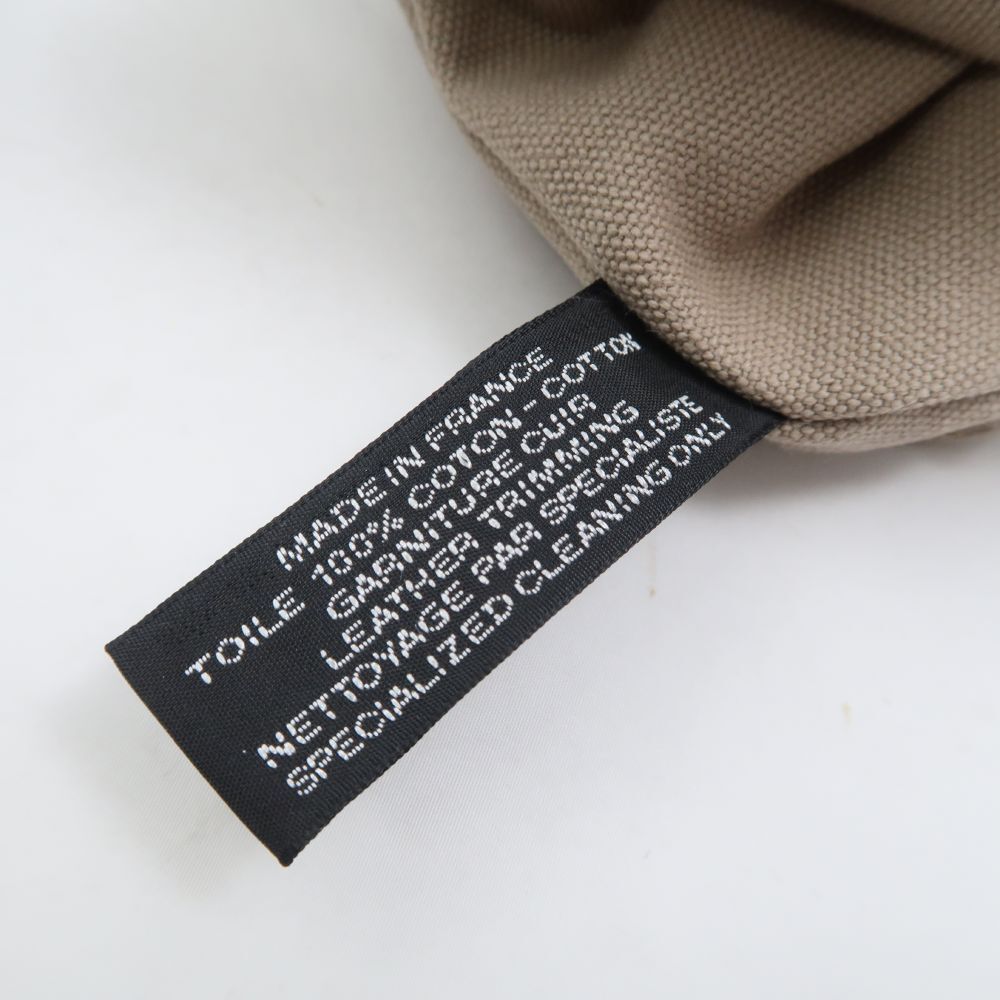 MADE IN FRANCE
TOILE 100% COTON - COTTON
GARNITURE CUIR
LEATHER TRIMMING
NETTOYAGE PAR SPECIALISTE
SPECIALIZED CLEANING ONLY